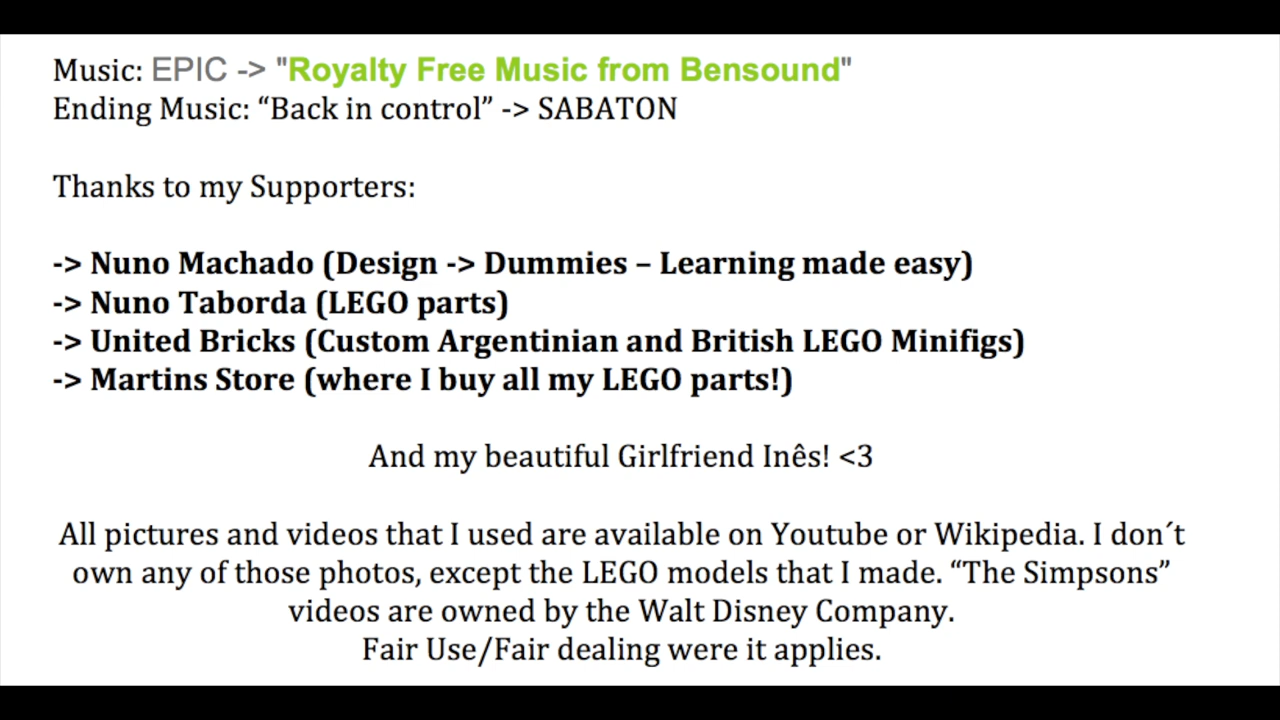 Music: EPIC -> "Royalty Free Music from Bensound"
Ending Music: “Back in control” -> SABATON
Thanks to my Supporters:
-> Nuno Machado (Design -> Dummies – Learning made easy)
-> Nuno Taborda (LEGO parts)
-> United Bricks (Custom Argentinian and British LEGO Minifigs)
-> Martins Store (where I buy all my LEGO parts!)
And my beautiful Girlfriend Inês! <3
All pictures and videos that I used are available on Youtube or Wikipedia. I don´t
own any of those photos, except the LEGO models that I made. “The Simpsons”
videos are owned by the Walt Disney Company.
Fair Use/Fair dealing were it applies.